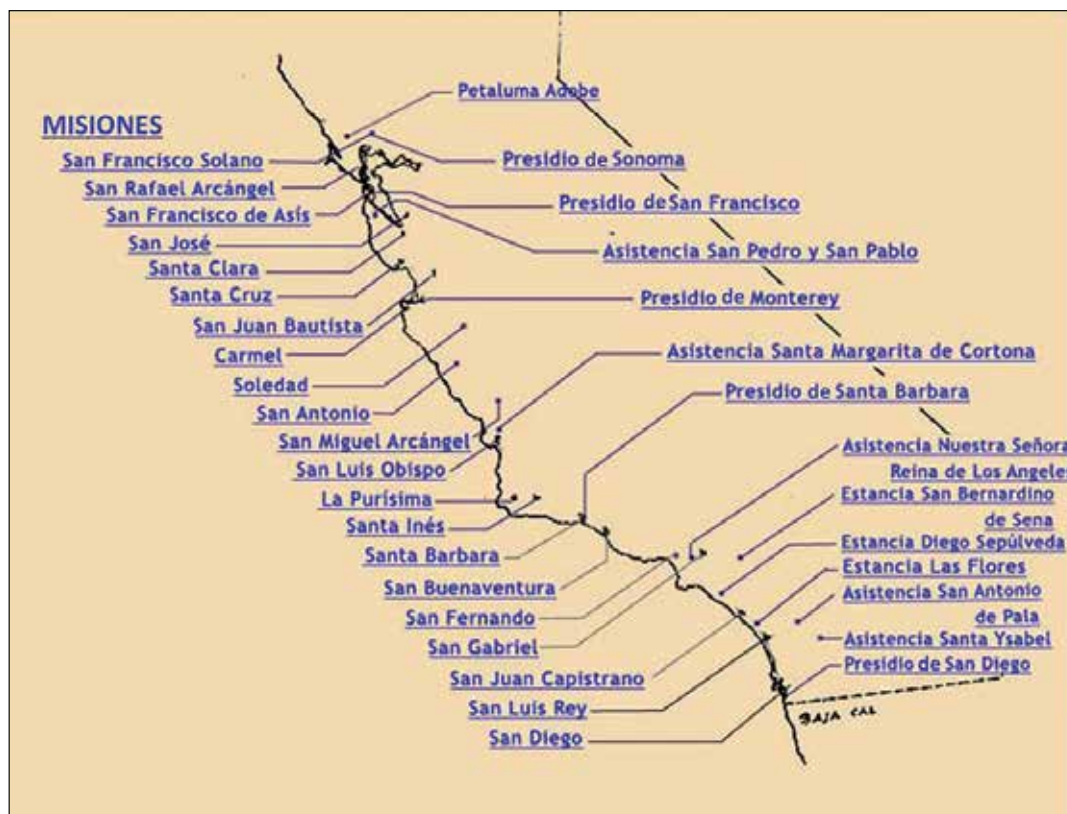 MISIONES
San Francisco Solano
San Rafael Arcángel
San Francisco de Asís
San José
Santa Clara
Santa Cruz
San Juan Bautista
Carmel
Soledad
San Antonio
San Miguel Arcángel
San Luis Obispo
La Purísima
Santa Inés
Santa Barbara
San Buenaventura
San Fernando
San Gabriel
San Juan Capistrano
San Luis Rey
San Diego
Petaluma Adobe
Presidio de Sonoma
Presidio de San Francisco
Asistencia San Pedro y San Pablo
Presidio de Monterey
Asistencia Santa Margarita de Cortona
Presidio de Santa Barbara
Asistencia Nuestra Señora
Reina de Los Angeles
Estancia San Bernardino
de Sena
Estancia Diego Sepúlveda
Estancia Las Flores
Asistencia San Antonio
de Pala
Asistencia Santa Ysabel
Presidio de San Diego
BAJA CAL